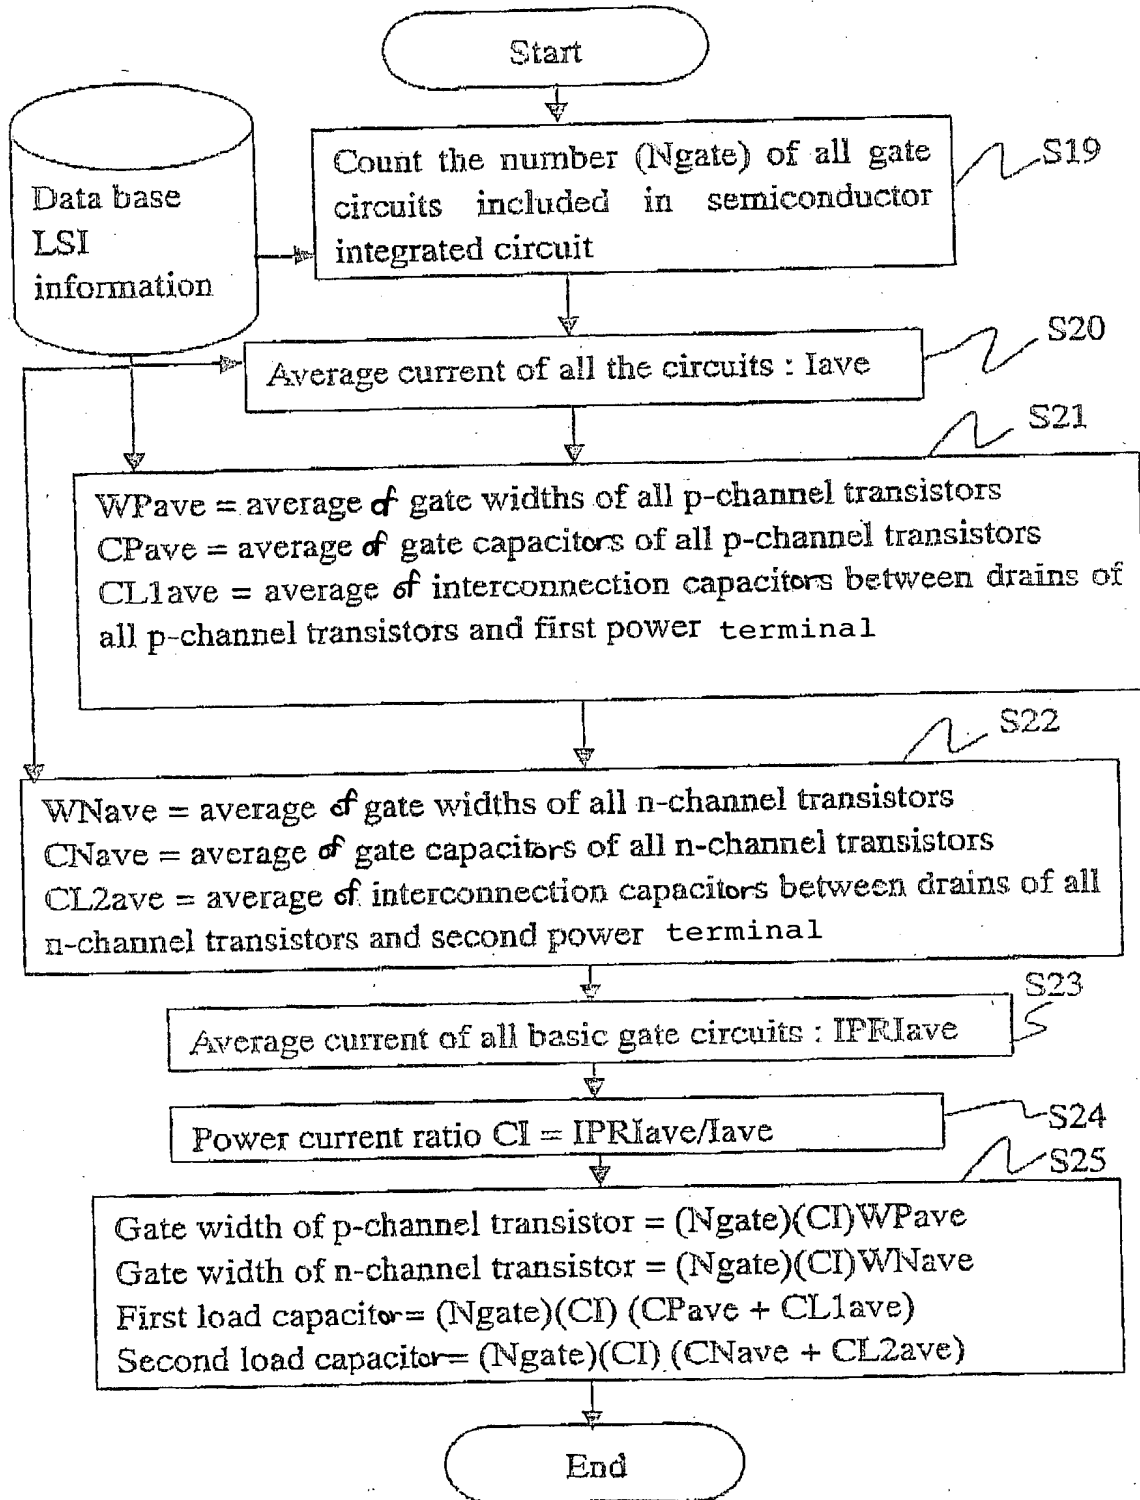 Start
Data base
LSI
information
Count the number (Ngate) of all gate
circuits included in semiconductor
integrated circuit
S19
Average current of all the circuits : Iave
S20
S21
WPave = average of gate widths of all p-channel transistors
CPave = average of gate capacitors of all p-channel transistors
CL1ave = average of interconnection capacitors between drains of
all p-channel transistors and first power terminal
S22
WNave = average of gate widths of all n-channel transistors
CNave = average of gate capacitors of all n-channel transistors
CL2ave = average of interconnection capacitors between drains of all
n-channel transistors and second power terminal
S23
Average current of all basic gate circuits : IPRIave
Power current ratio CI = IPRIave/Iave
S24
S25
Gate width of p-channel transistor = (Ngate)(CI)WPave
Gate width of n-channel transistor = (Ngate)(CI)WNave
First load capacitor= (Ngate)(CI) (CPave + CL1ave)
Second load capacitor= (Ngate)(CI) (CNave + CL2ave)
End